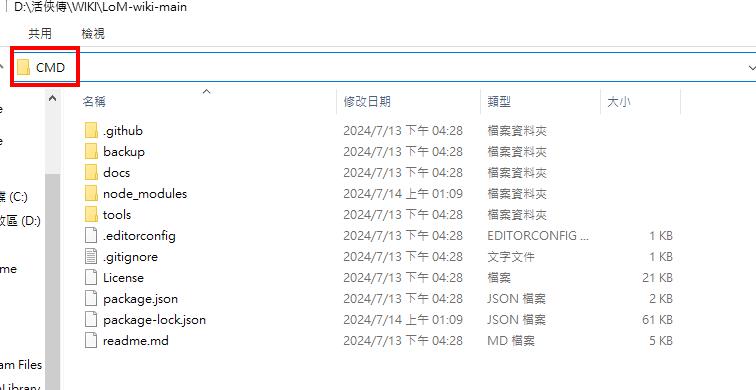 D:\活俠傳\WIKI\LoM-wiki-main
共用 檢視
CMD
名稱 修改日期 類型 大小
.github 2024/7/13 下午 04:28 檔案資料夾
backup 2024/7/13 下午 04:28 檔案資料夾
docs 2024/7/13 下午 04:28 檔案資料夾
node_modules 2024/7/14 上午 01:09 檔案資料夾
tools 2024/7/13 下午 04:28 檔案資料夾
.editorconfig 2024/7/13 下午 04:28 EDITORCONFIG ... 1 KB
.gitignore 2024/7/13 下午 04:28 文字文件 1 KB
License 2024/7/13 下午 04:28 檔案 21 KB
package.json 2024/7/13 下午 04:28 JSON 檔案 2 KB
package-lock.json 2024/7/14 上午 01:09 JSON 檔案 61 KB
readme.md 2024/7/13 下午 04:28 MD 檔案 5 KB
(C:)
區 (D:)
me
am Files
Library